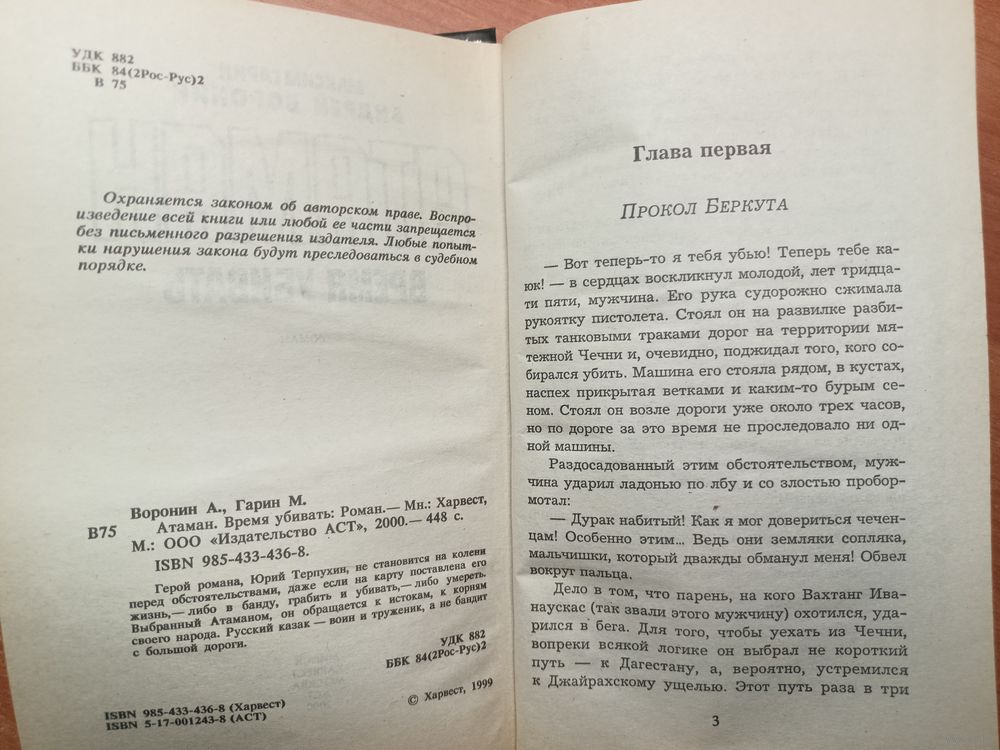 УДК 882
ББК 84(2Рос-Рус)2
В 75
Охраняется законом об авторском праве. Воспро-
изведение всей книги или любой ее части запрещается
без письменного разрешения издателя. Любые попыт-
ки нарушения закона будут преследоваться в судебном
порядке.
Воронин А., Гарин М.
В75 Атаман. Время убивать: Роман.— Мн.: Харвест,
М.: ООО «Издательство АСТ», 2000.— 448 с.
ISBN 985-433-436-8.
Герой романа, Юрий Терпухин, не становится на колени
перед обстоятельствами, даже если на карту поставлена его
жизнь,— либо в банду, грабить и убивать,— либо умереть.
Выбранный Атаманом, он обращается к истокам, к корням
своего народа. Русский казак — воин и труженик, а не бандит
с большой дороги.
УДК 882
ББК 84(2Рос-Рус)2
© Харвест, 1999
ISBN 985-433-436-8 (Харвест)
ISBN 5-17-001243-8 (АСТ)
Глава первая
Прокол Беркута
— Вот теперь-то я тебя убью! Теперь тебе ка-
юк! — в сердцах воскликнул молодой, лет тридца-
ти пяти, мужчина. Его рука судорожно сжимала
рукоятку пистолета. Стоял он на развилке разби-
тых танковыми траками дорог на территории мя-
тежной Чечни и, очевидно, поджидал того, кого со-
бирался убить. Машина его стояла рядом, в кустах,
наспех прикрытая ветками и каким-то бурым се-
ном. Стоял он возле дороги уже около трех часов,
но по дороге за это время не проследовало ни од-
ной машины.
Раздосадованный этим обстоятельством, муж-
чина ударил ладонью по лбу и со злостью пробор-
мотал:
— Дурак набитый! Как я мог довериться чечен-
цам! Особенно этим... Ведь они земляки сопляка,
мальчишки, который дважды обманул меня! Обвел
вокруг пальца.
Дело в том, что парень, на кого Вахтанг Ива-
наускас (так звали этого мужчину) охотился, уда-
рился в бега. Для того, чтобы уехать из Чечни,
вопреки всякой логике он выбрал не короткий
путь — к Дагестану, а, вероятно, устремился
к Джайрахскому ущелью. Этот путь раза в три
3